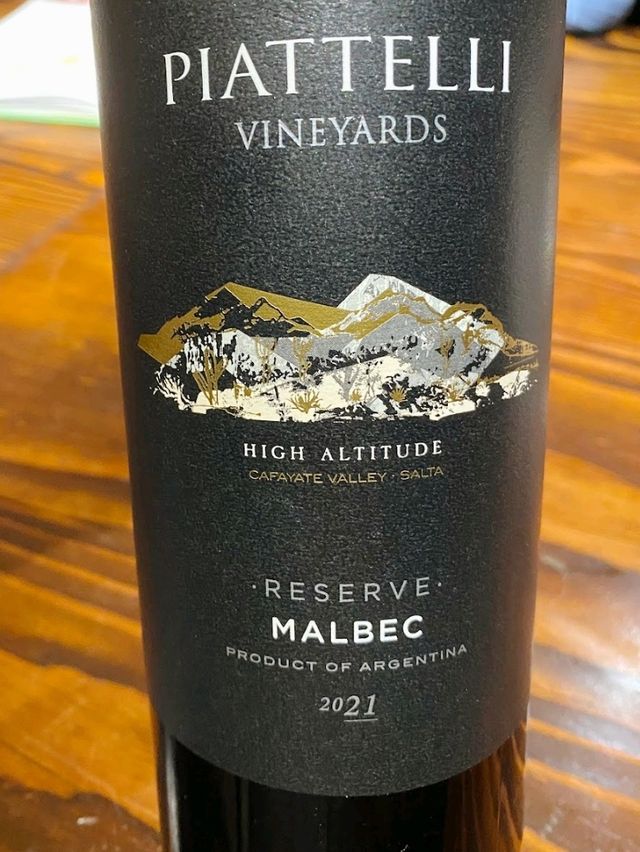 PIATTELLI
VINEYARDS
HIGH ALTITUDE
CAFAYATE VALLEY · SALTA
·RESERVE·
MALBEC
PRODUCT OF ARGENTINA
2021